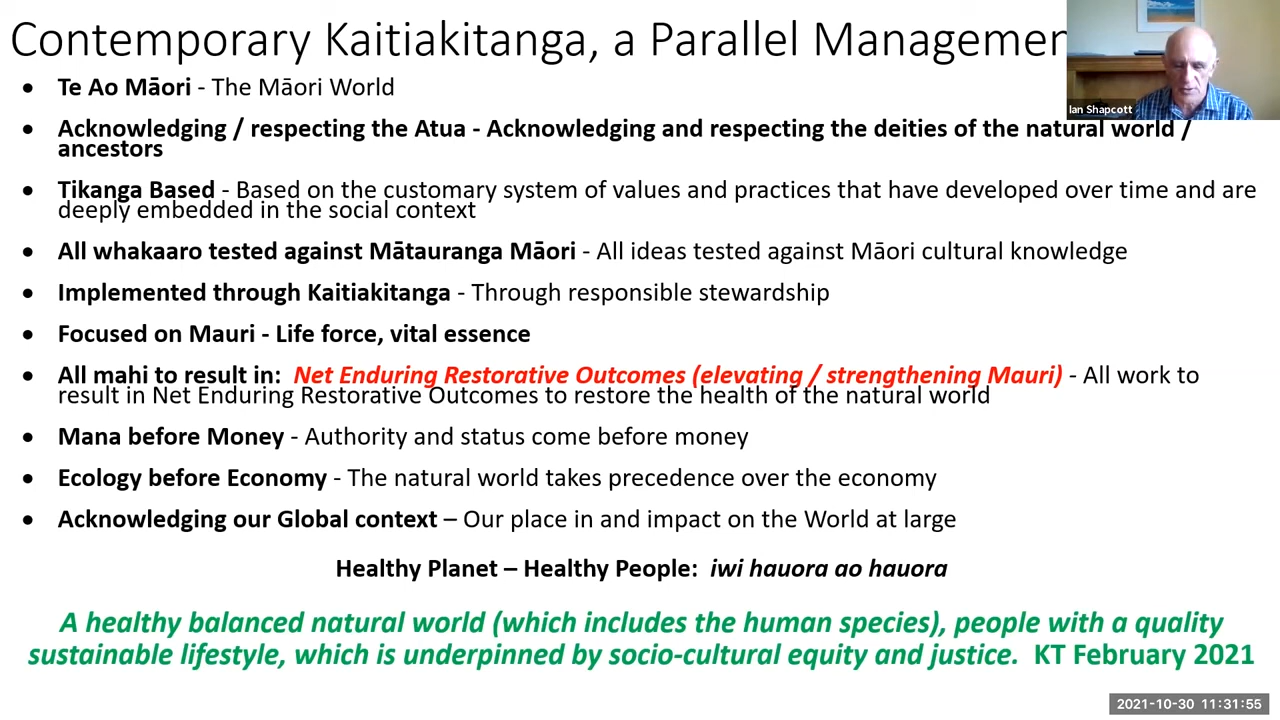 Contemporary Kaitiakitanga, a Parallel Managemen
Ian Shapcott
• Te Ao Māori - The Māori World
• Acknowledging / respecting the Atua - Acknowledging and respecting the deities of the natural world /
ancestors
• Tikanga Based - Based on the customary system of values and practices that have developed over time and are
deeply embedded in the social context
• All whakaaro tested against Mātauranga Māori - All ideas tested against Māori cultural knowledge
• Implemented through Kaitiakitanga - Through responsible stewardship
• Focused on Mauri - Life force, vital essence
• All mahi to result in: Net Enduring Restorative Outcomes (elevating / strengthening Mauri) - All work to
result in Net Enduring Restorative Outcomes to restore the health of the natural world
• Mana before Money - Authority and status come before money
• Ecology before Economy - The natural world takes precedence over the economy
• Acknowledging our Global context – Our place in and impact on the World at large
Healthy Planet – Healthy People: iwi hauora ao hauora
A healthy balanced natural world (which includes the human species), people with a quality
sustainable lifestyle, which is underpinned by socio-cultural equity and justice. KT February 2021
2021-10-30 11:31:55